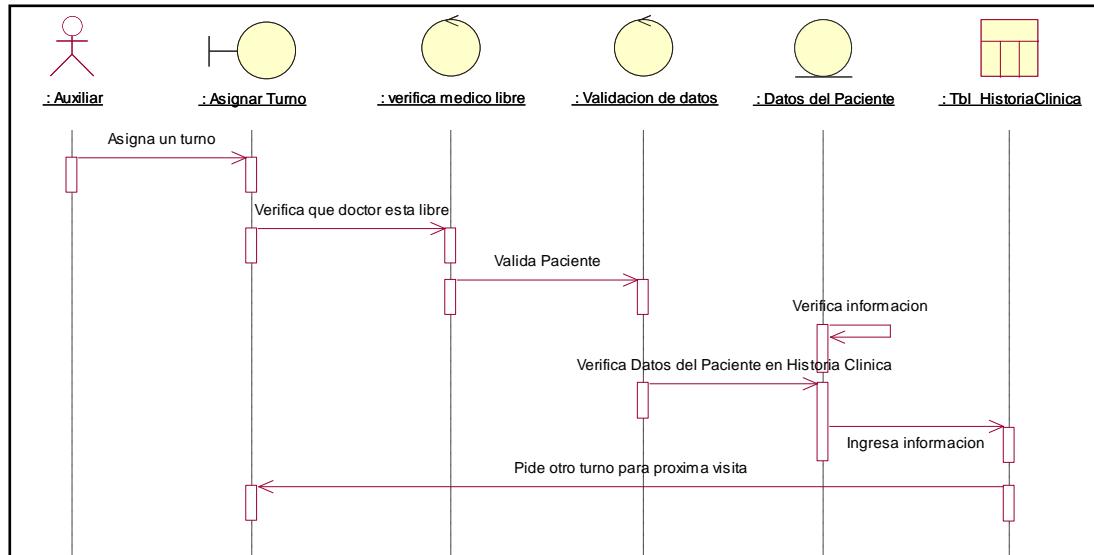 : Auxiliar
: Asignar Turno
: verifica medico libre
: Validacion de datos
: Datos del Paciente
: Tbl_HistoriaClinica
Asigna un turno
Verifica que doctor esta libre
Valida Paciente
Verifica informacion
Verifica Datos del Paciente en Historia Clinica
Ingresa informacion
Pide otro turno para proxima visita